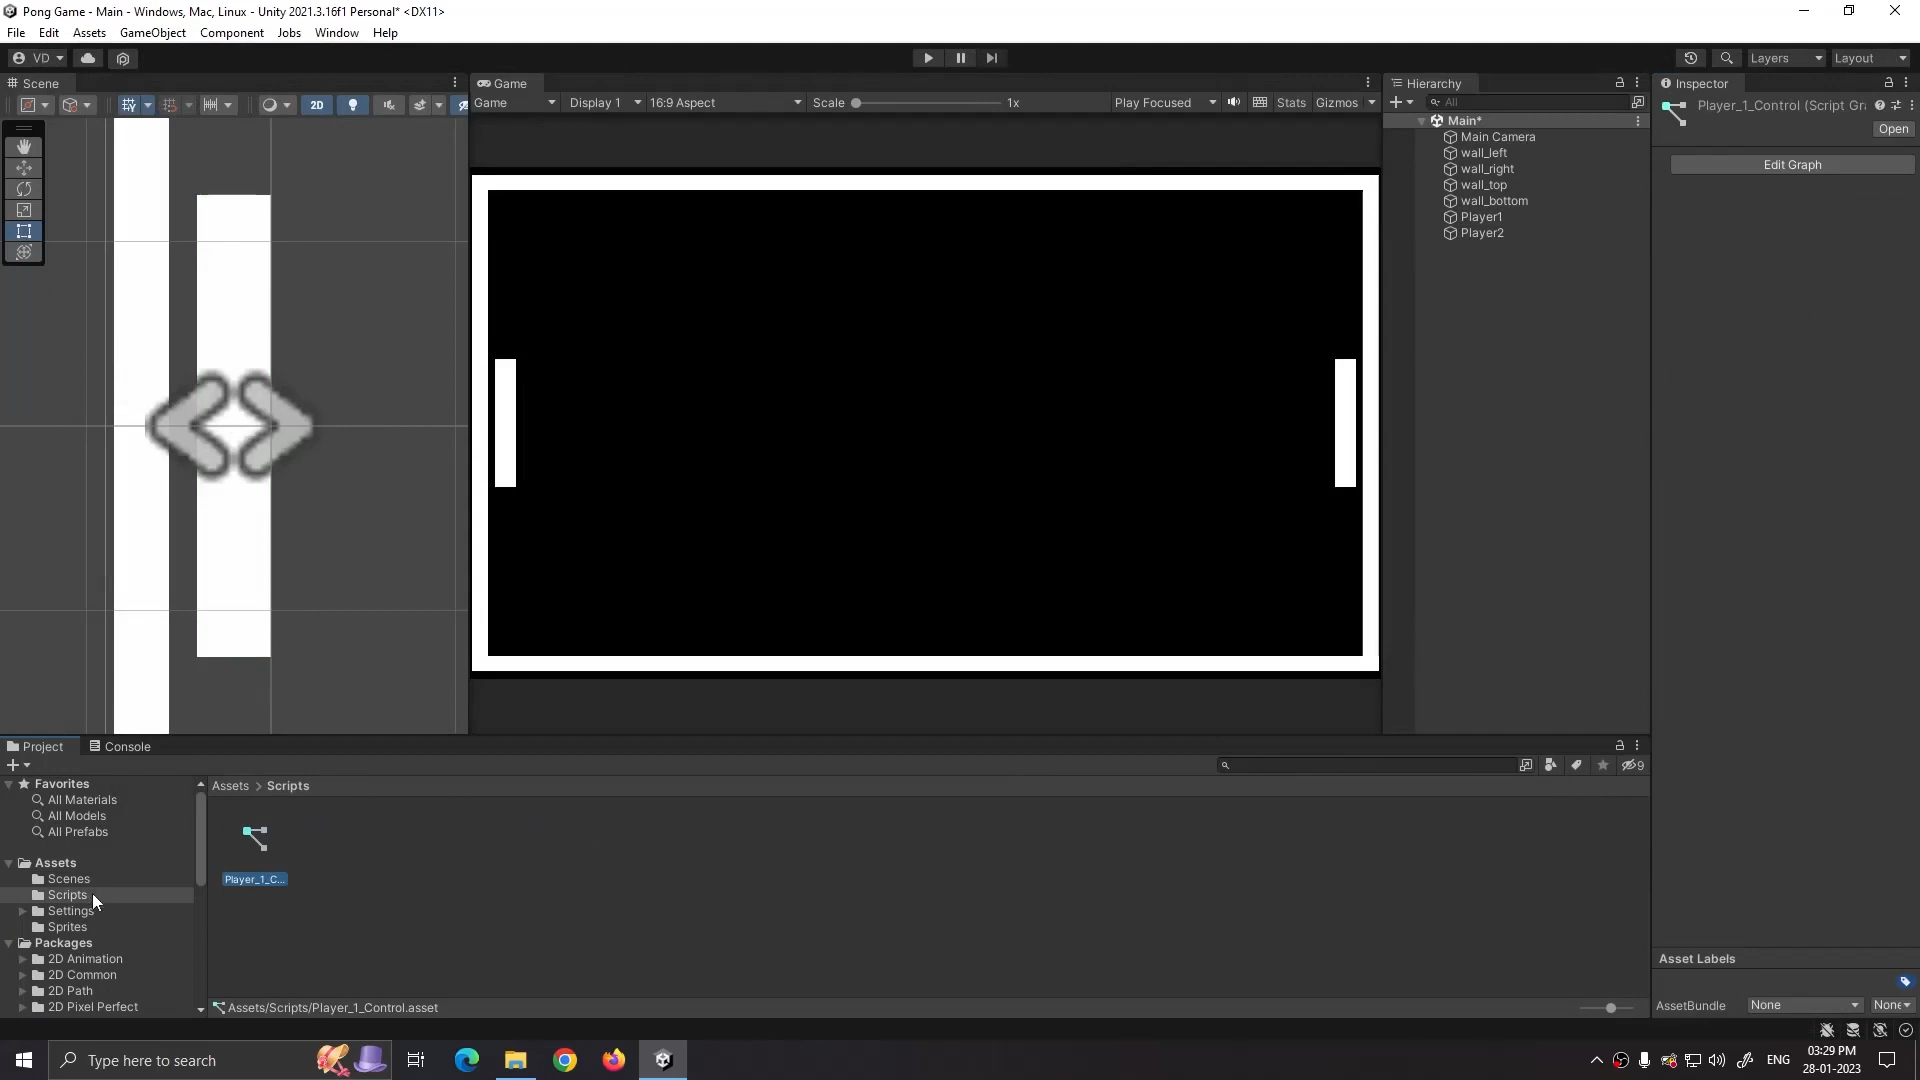 Pong Game - Main - Windows, Mac, Linux - Unity 2021.3.16f1 Personal* <DX11>
File Edit Assets GameObject Component Jobs Window Help
VD
Layers Layout
Scene
Game
Hierarchy
Inspector
2D
Game Display 1 16:9 Aspect Scale 1x Play Focused Stats Gizmos
All
Player_1_Control (Script Gra
Open
Main*
Main Camera
wall_left
Edit Graph
wall_right
wall_top
wall_bottom
Player1
Player2
Project Console
9
Favorites
Assets > Scripts
All Materials
All Models
All Prefabs
Assets
Scenes
Player_1_C...
Scripts
Settings
Sprites
Packages
2D Animation
Asset Labels
2D Common
2D Path
2D Pixel Perfect
Assets/Scripts/Player_1_Control.asset
AssetBundle None None
Type here to search
ENG
03:29 PM
28-01-2023